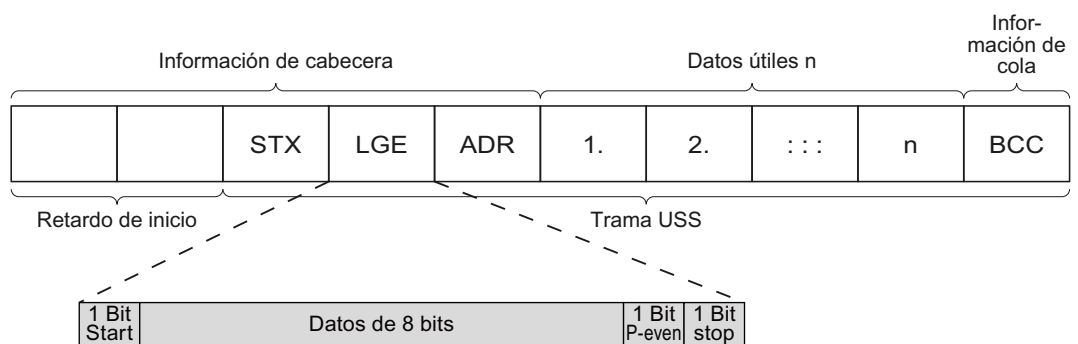 Infor-
mación de
cola
Información de cabecera
Datos útiles n
STX LGE ADR 1. 2. : : : n BCC
Retardo de inicio
Trama USS
1 Bit
Start
Datos de 8 bits
1 Bit
P-even
1 Bit
stop